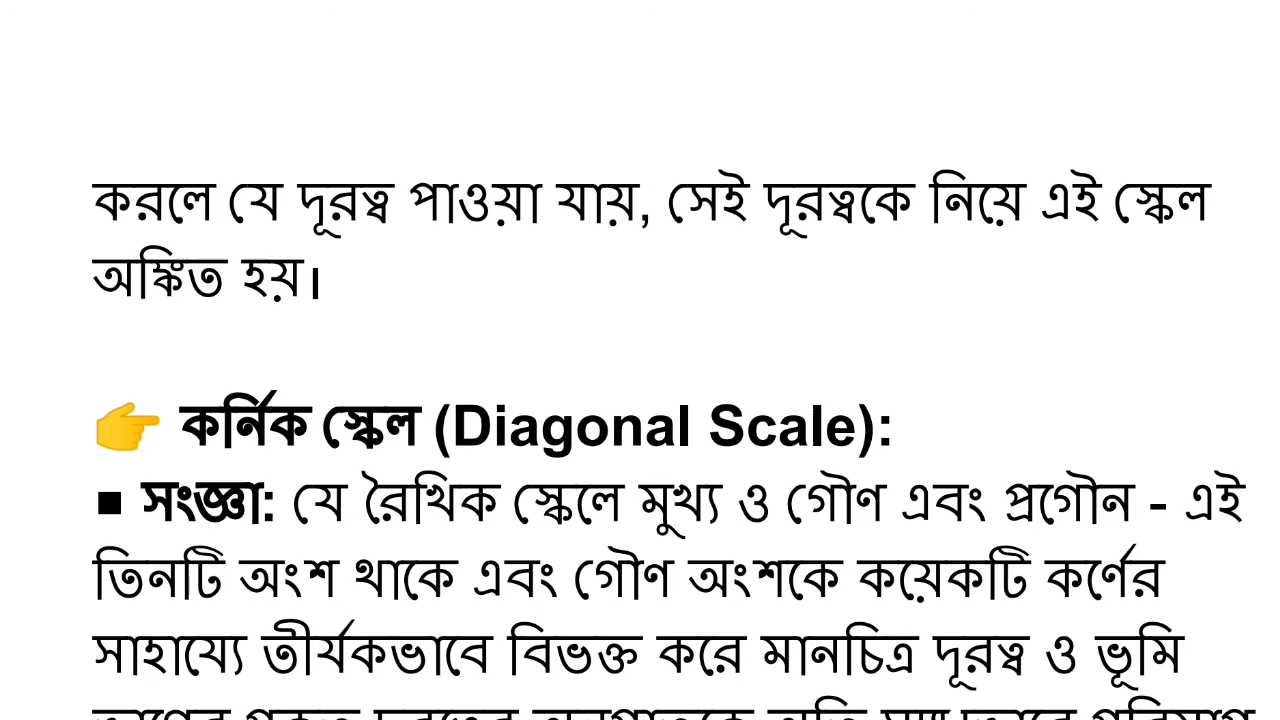 করলে যে দূরত্ব পাওয়া যায়, সেই দূরত্বকে নিয়ে এই স্কেল
অঙ্কিত হয়।
👉 কর্নিক স্কেল (Diagonal Scale):
▪ সংজ্ঞা: যে রৈখিক স্কেলে মুখ্য ও গৌণ এবং প্রগৌন - এই
তিনটি অংশ থাকে এবং গৌণ অংশকে কয়েকটি কর্ণের
সাহায্যে তীর্যকভাবে বিভক্ত করে মানচিত্র দূরত্ব ও ভূমি